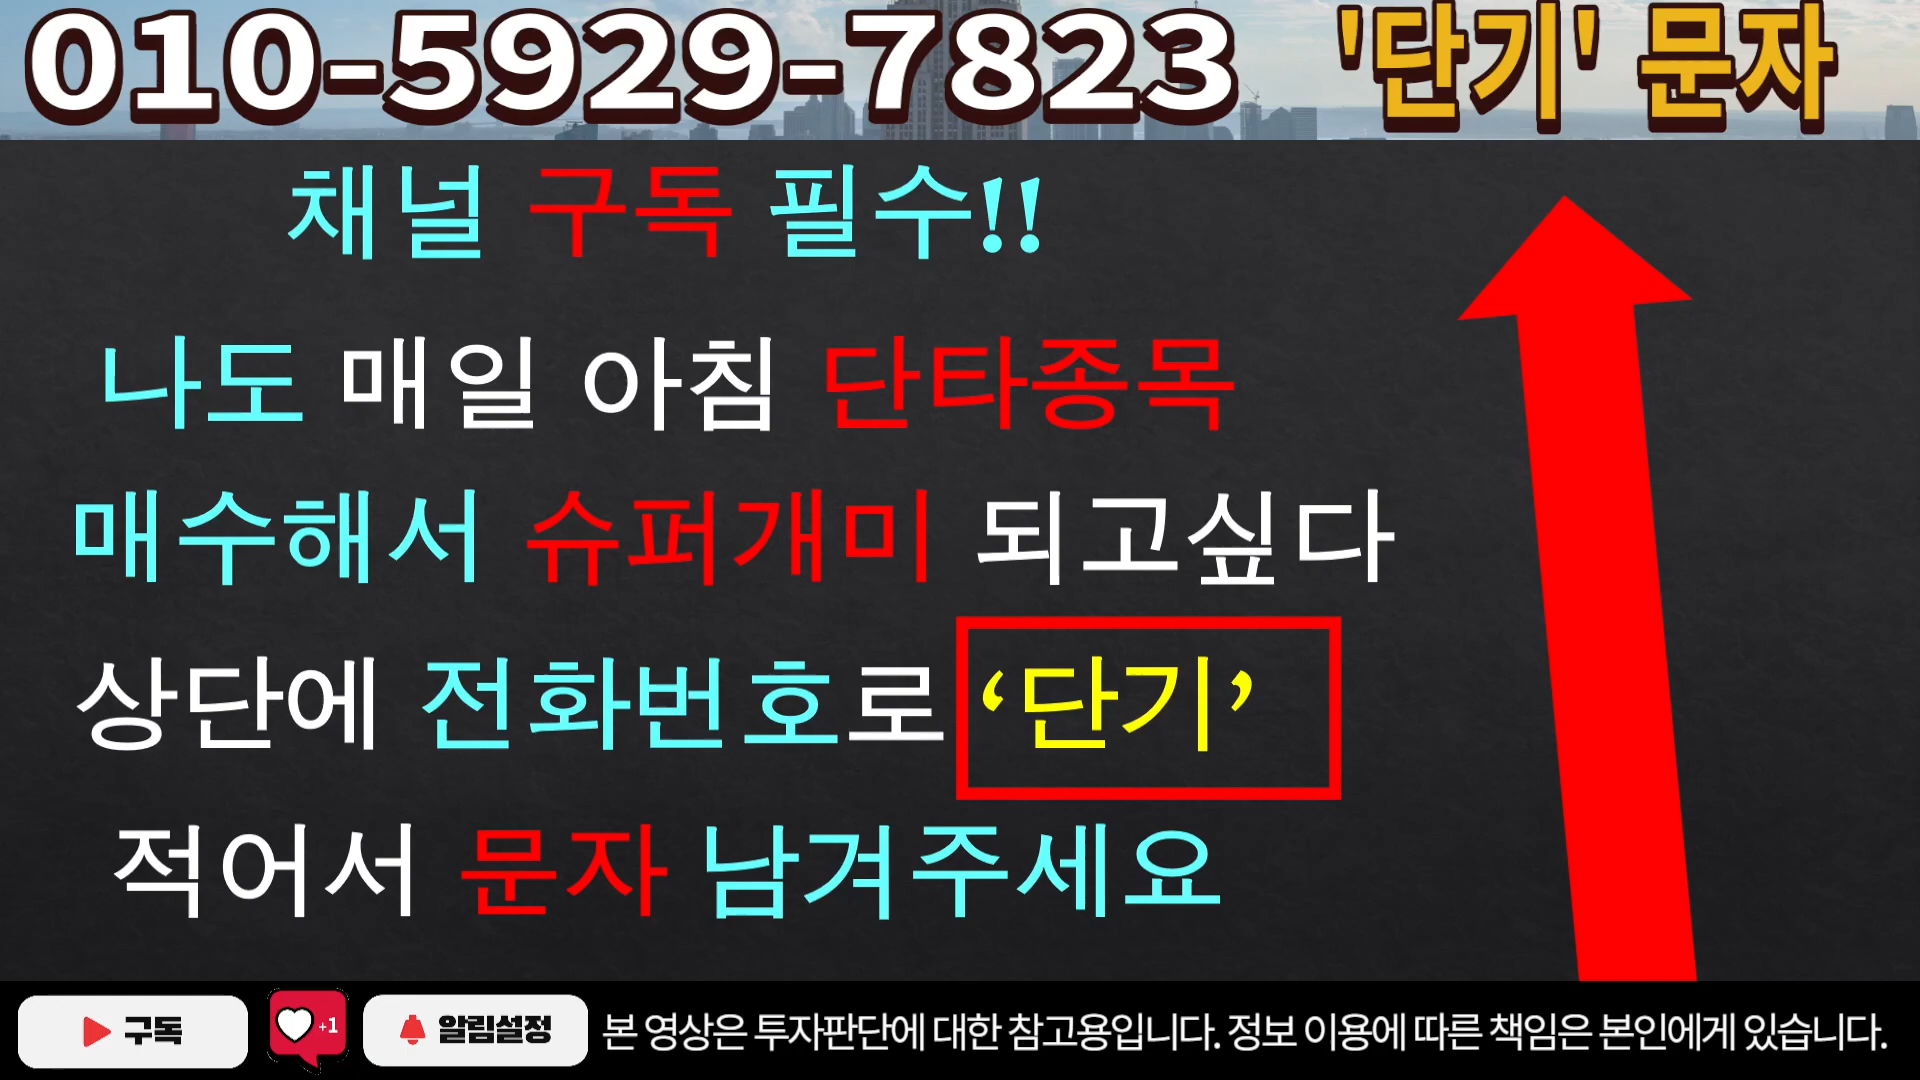 010-5929-7823 '단기' 문자
채널 구독 필수!!
나도 매일 아침 단타종목
매수해서 슈퍼개미 되고싶다
상단에 전화번호로 ‘단기’
적어서 문자 남겨주세요
구독 +1 알림설정 본 영상은 투자판단에 대한 참고용입니다. 정보 이용에 따른 책임은 본인에게 있습니다.